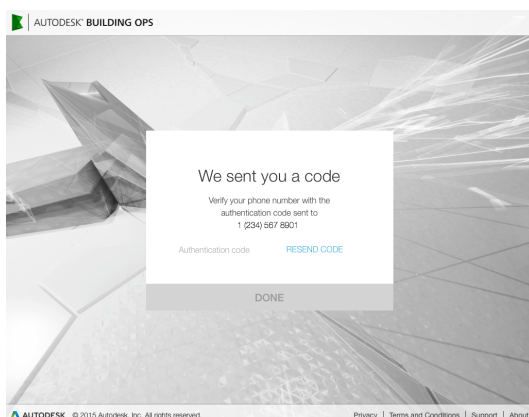 AUTODESK® BUILDING OPS
We sent you a code
Verify your phone number with the
authentication code sent to
1 (234) 567 8901
Authentication code RESEND CODE
DONE
AUTODESK © 2015 Autodesk, Inc. All rights reserved. Privacy | Terms and Conditions | Support | About